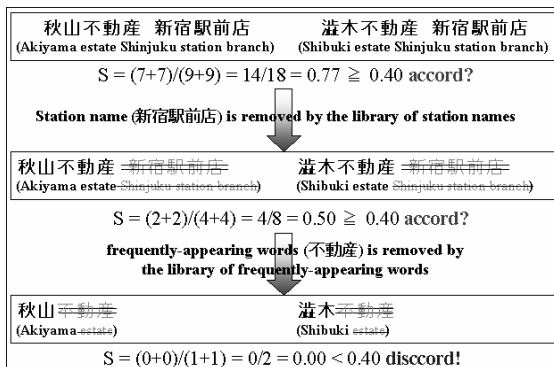 秋山不動産 新宿駅前店 澁木不動産 新宿駅前店
(Akiyama estate Shinjuku station branch) (Shibuki estate Shinjuku station branch)
S = (7+7)/(9+9) = 14/18 = 0.77 ≧ 0.40 accord?
Station name (新宿駅前店) is removed by the library of station names
秋山不動産 新宿駅前店 澁木不動産 新宿駅前店
(Akiyama estate Shinjuku station branch) (Shibuki estate Shinjuku station branch)
S = (2+2)/(4+4) = 4/8 = 0.50 ≧ 0.40 accord?
frequently-appearing words (不動産) is removed by
the library of frequently-appearing words
秋山不動産 澁木不動産
(Akiyama estate) (Shibuki estate)
S = (0+0)/(1+1) = 0/2 = 0.00 < 0.40 disccord!